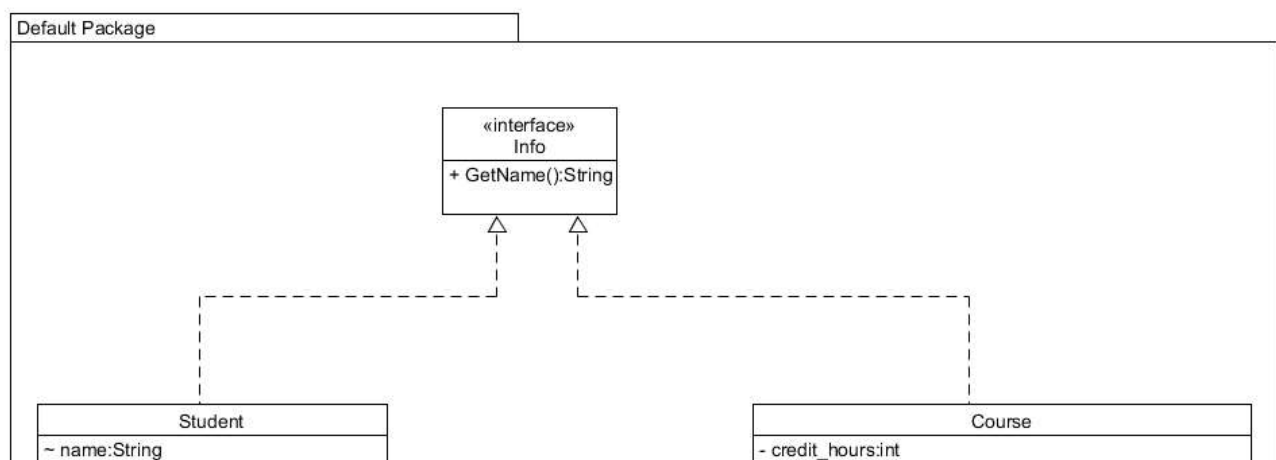 Default Package
«interface»
Info
+ GetName():String
Student
~ name:String
Course
- credit_hours:int